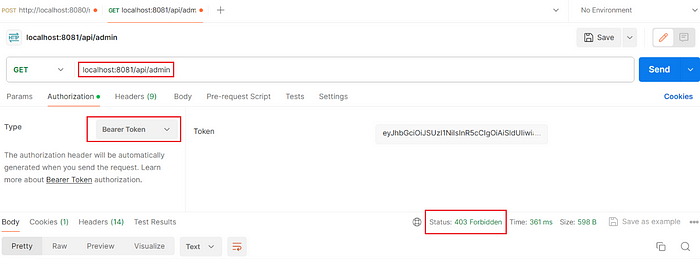 POST http://localhost:8080/r GET localhost:8081/api/adn No Environment
HTTP localhost:8081/api/admin Save
GET localhost:8081/api/admin Send
Params Authorization Headers (9) Body Pre-request Script Tests Settings Cookies
Type Bearer Token Token eyJhbGciOiJSUzI1NiIsInR5cCIgOiAiSldUIiwia...
The authorization header will be automatically
generated when you send the request. Learn
more about Bearer Token authorization.
Body Cookies (1) Headers (14) Test Results Status: 403 Forbidden Time: 361 ms Size: 598 B Save as example
Pretty Raw Preview Visualize Text